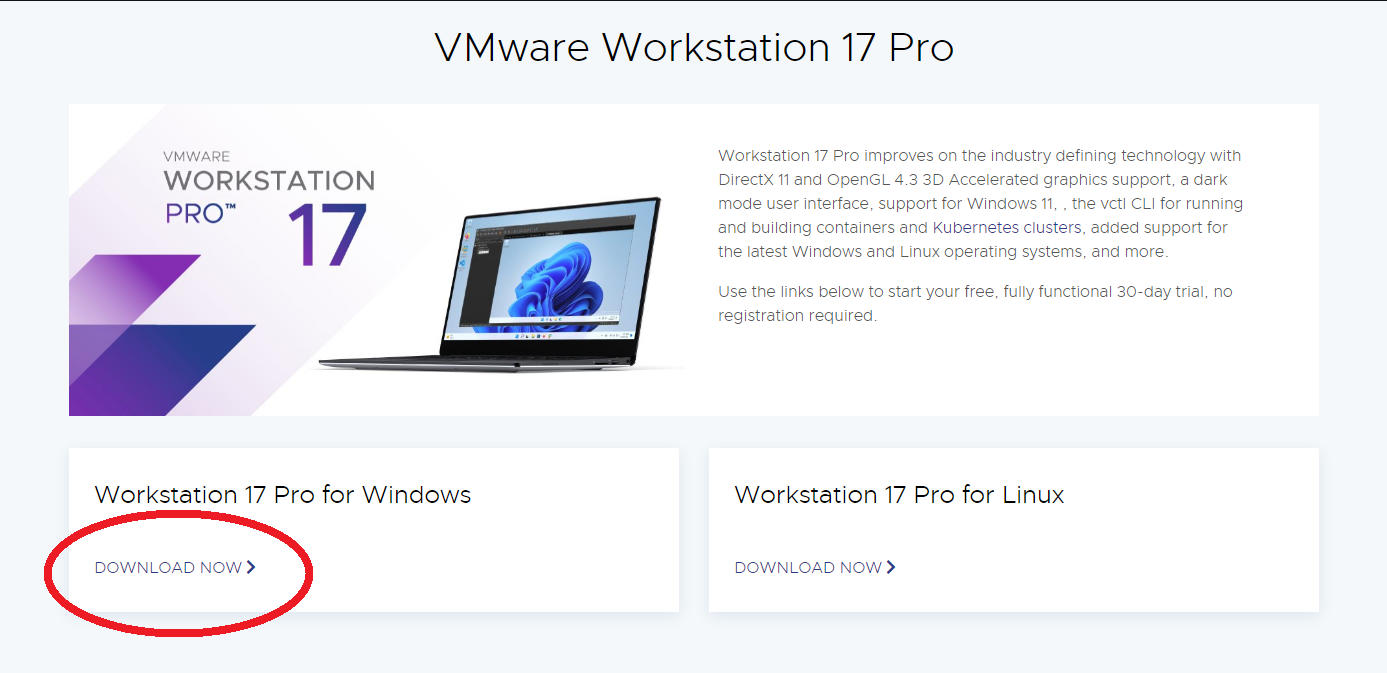 VMware Workstation 17 Pro
VMWARE
WORKSTATION
PRO™ 17
Workstation 17 Pro improves on the industry defining technology with
DirectX 11 and OpenGL 4.3 3D Accelerated graphics support, a dark
mode user interface, support for Windows 11, , the vctl CLI for running
and building containers and Kubernetes clusters, added support for
the latest Windows and Linux operating systems, and more.
Use the links below to start your free, fully functional 30-day trial, no
registration required.
Workstation 17 Pro for Windows
DOWNLOAD NOW
Workstation 17 Pro for Linux
DOWNLOAD NOW